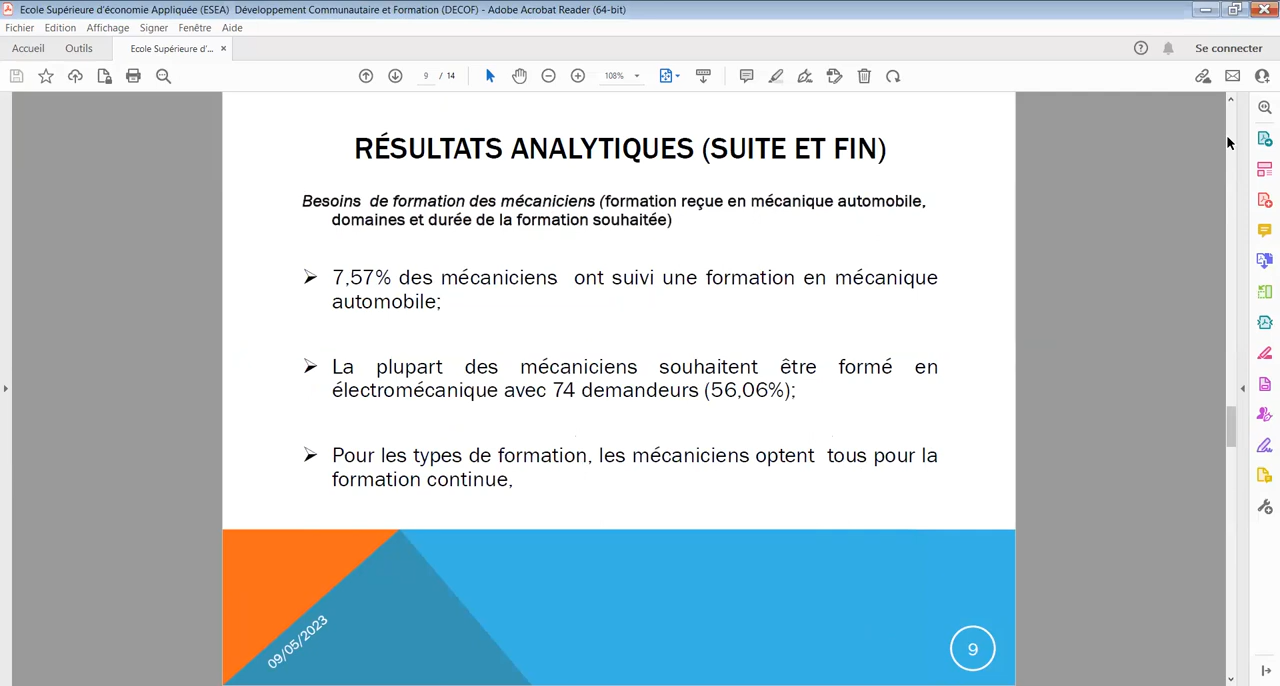 Ecole Supérieure d'économie Appliquée (ESEA) Développement Communautaire et Formation (DECOF) - Adobe Acrobat Reader (64-bit)
Fichier Edition Affichage Signer Fenêtre Aide
Accueil Outils Ecole Supérieure d'... × Se connecter
9 / 14 108%
RÉSULTATS ANALYTIQUES (SUITE ET FIN)
Besoins de formation des mécaniciens (formation reçue en mécanique automobile,
domaines et durée de la formation souhaitée)
➢ 7,57% des mécaniciens ont suivi une formation en mécanique
automobile;
➢ La plupart des mécaniciens souhaitent être formé en
électromécanique avec 74 demandeurs (56,06%);
➢ Pour les types de formation, les mécaniciens optent tous pour la
formation continue,
09/05/2023
9